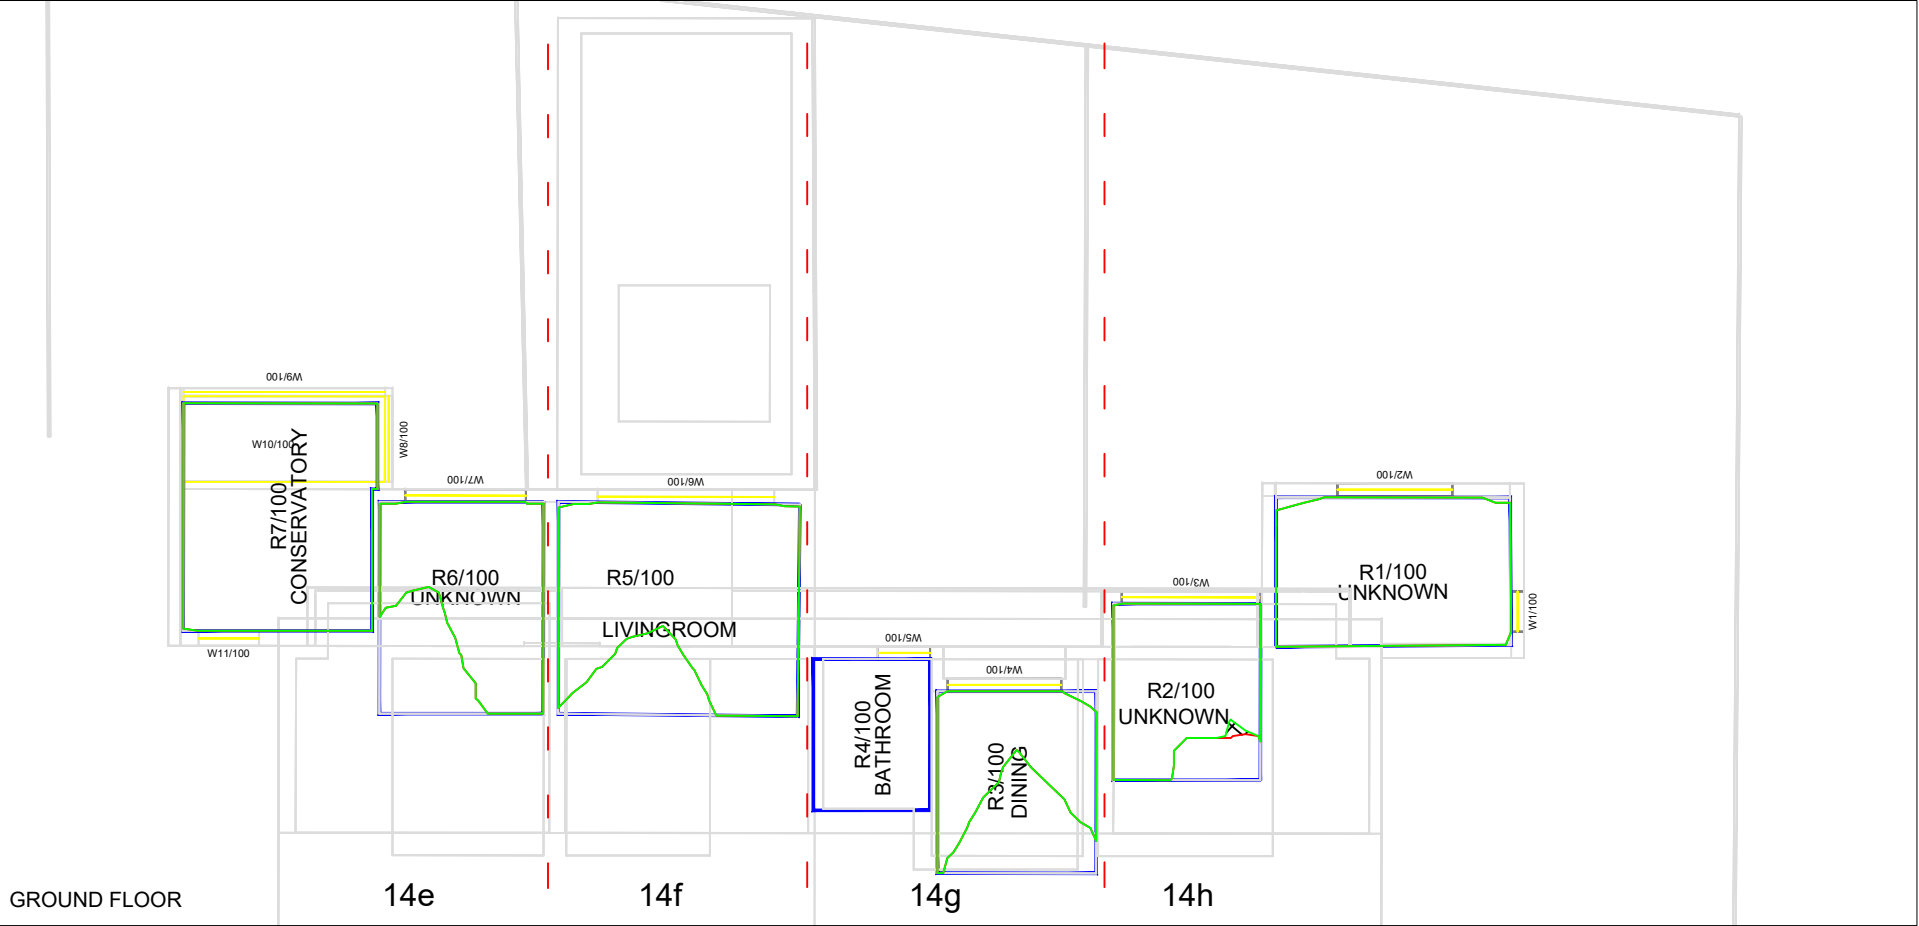 W9/100
W10/100
W8/100
R7/100
CONSERVATORY
W11/100
W7/100
R6/100
UNKNOWN
W6/100
R5/100
LIVINGROOM
W5/100
R4/100
BATHROOM
W4/100
R3/100
DINING
W3/100
R2/100
UNKNOWN
W2/100
R1/100
UNKNOWN
W1/100
GROUND FLOOR
14e
14f
14g
14h